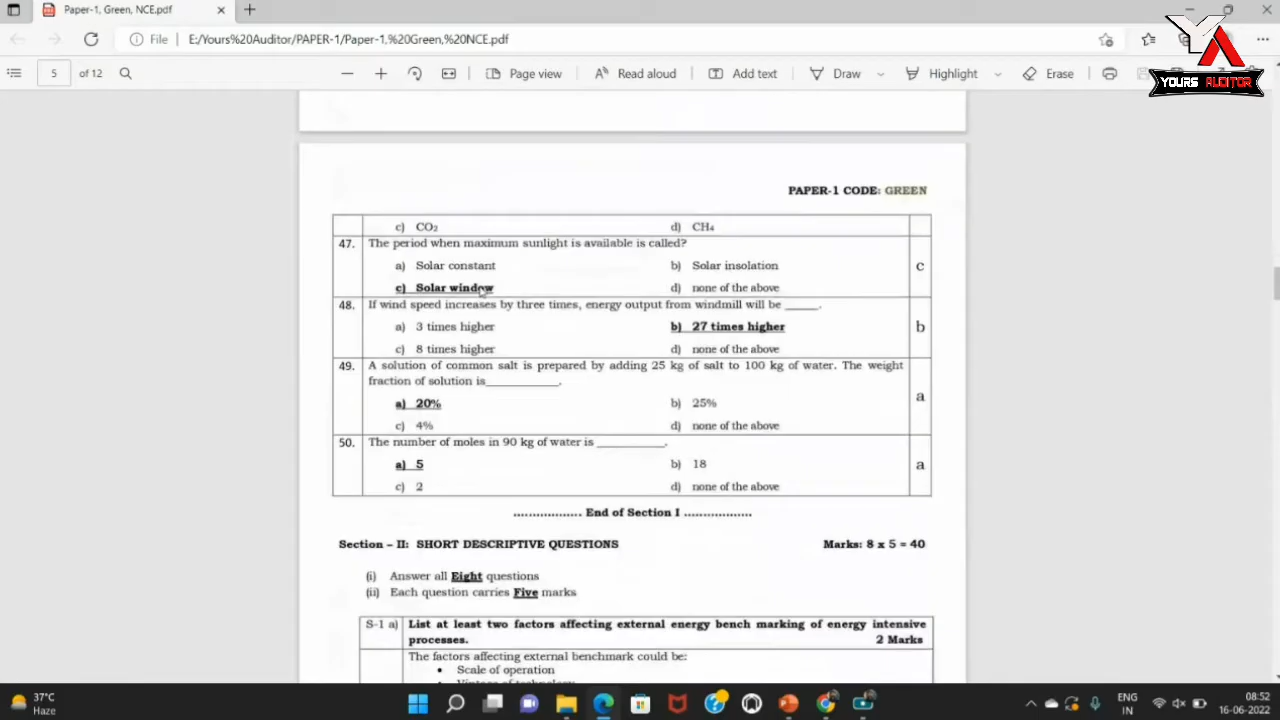 Paper-1, Green, NCE.pdf
File E:/Yours%20Auditor/PAPER-1/Paper-1,%20Green,%20NCE.pdf
5 of 12 Page view Read aloud Add text Draw Highlight Erase
YOURS AUDITOR
PAPER-1 CODE: GREEN
c) CO₂ d) CH₄
47. The period when maximum sunlight is available is called?
a) Solar constant b) Solar insolation c
c) Solar window d) none of the above
48. If wind speed increases by three times, energy output from windmill will be _____.
a) 3 times higher b) 27 times higher b
c) 8 times higher d) none of the above
49. A solution of common salt is prepared by adding 25 kg of salt to 100 kg of water. The weight
fraction of solution is___________.
a) 20% b) 25% a
c) 4% d) none of the above
50. The number of moles in 90 kg of water is __________.
a) 5 b) 18 a
c) 2 d) none of the above
.................. End of Section I ..................
Section – II: SHORT DESCRIPTIVE QUESTIONS Marks: 8 x 5 = 40
(i) Answer all Eight questions
(ii) Each question carries Five marks
S-1 a) List at least two factors affecting external energy bench marking of energy intensive
processes. 2 Marks
The factors affecting external benchmark could be:
• Scale of operation
• Vintage of technology
37°C
Haze
ENG
IN
08:52
16-06-2022